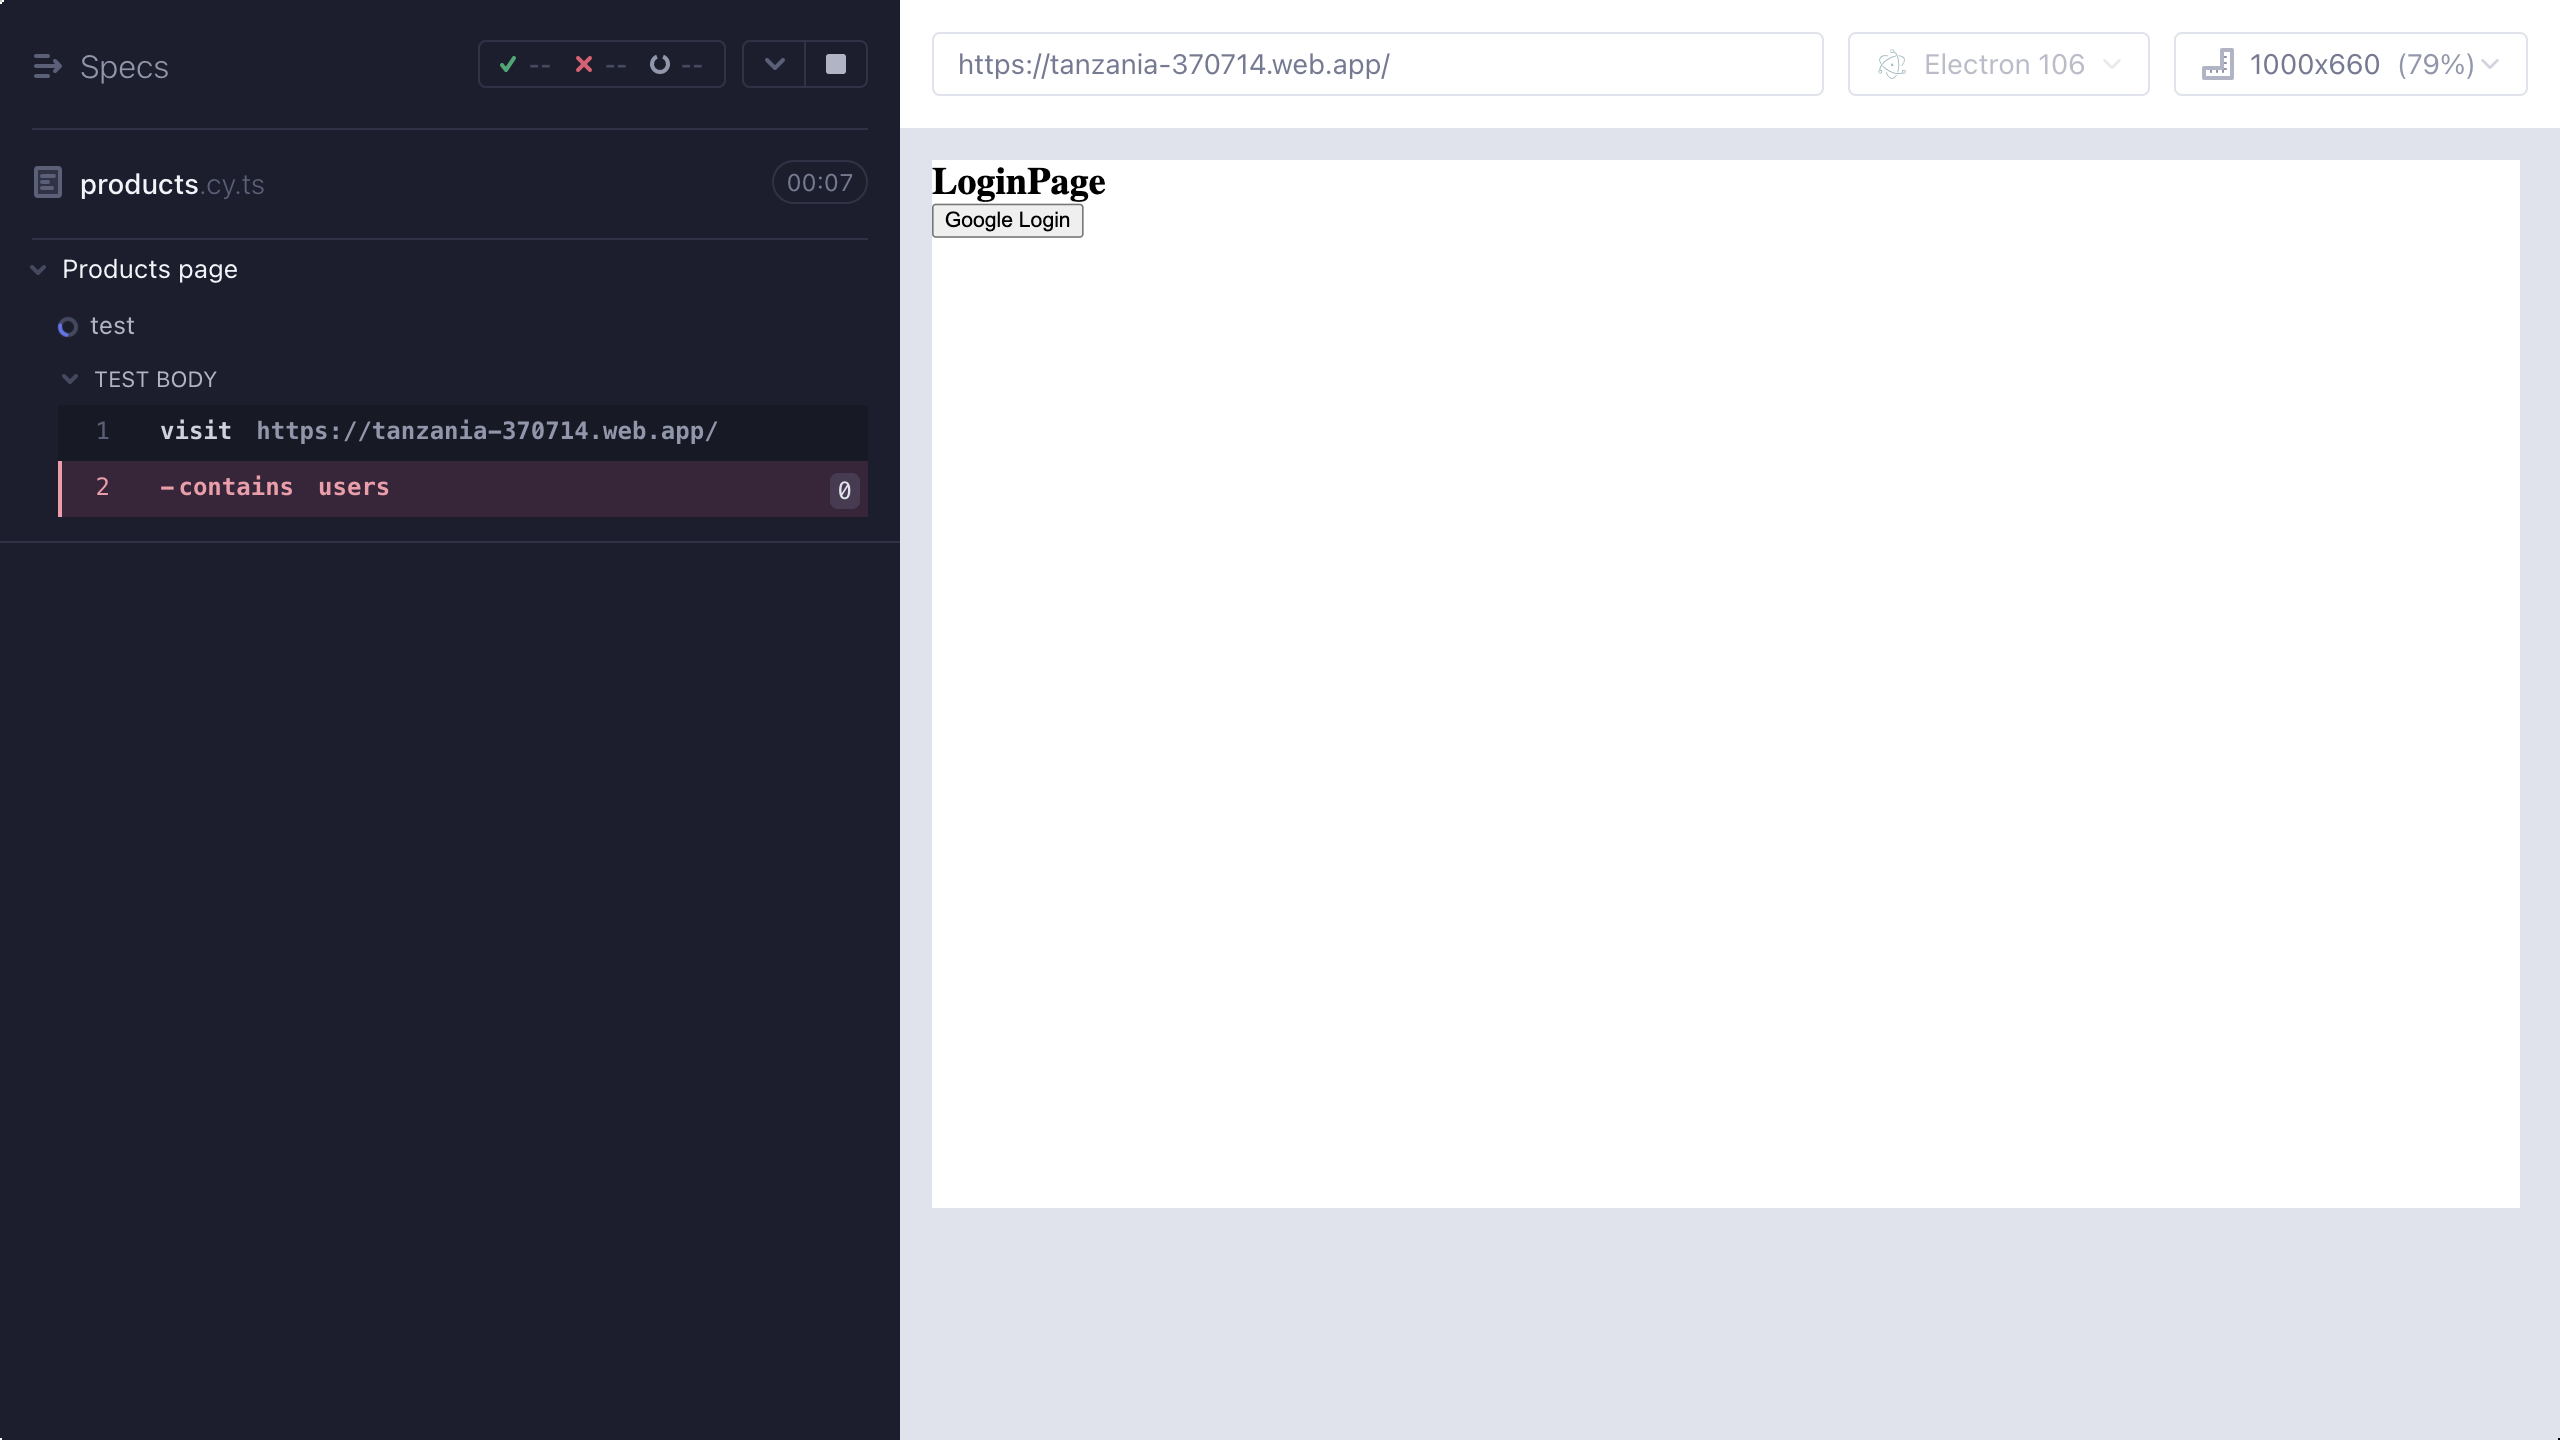 Specs
-- -- --
products.cy.ts
00:07
Products page
test
TEST BODY
1 visit https://tanzania-370714.web.app/
2 -contains users 0
https://tanzania-370714.web.app/
Electron 106
1000x660 (79%)
LoginPage
Google Login